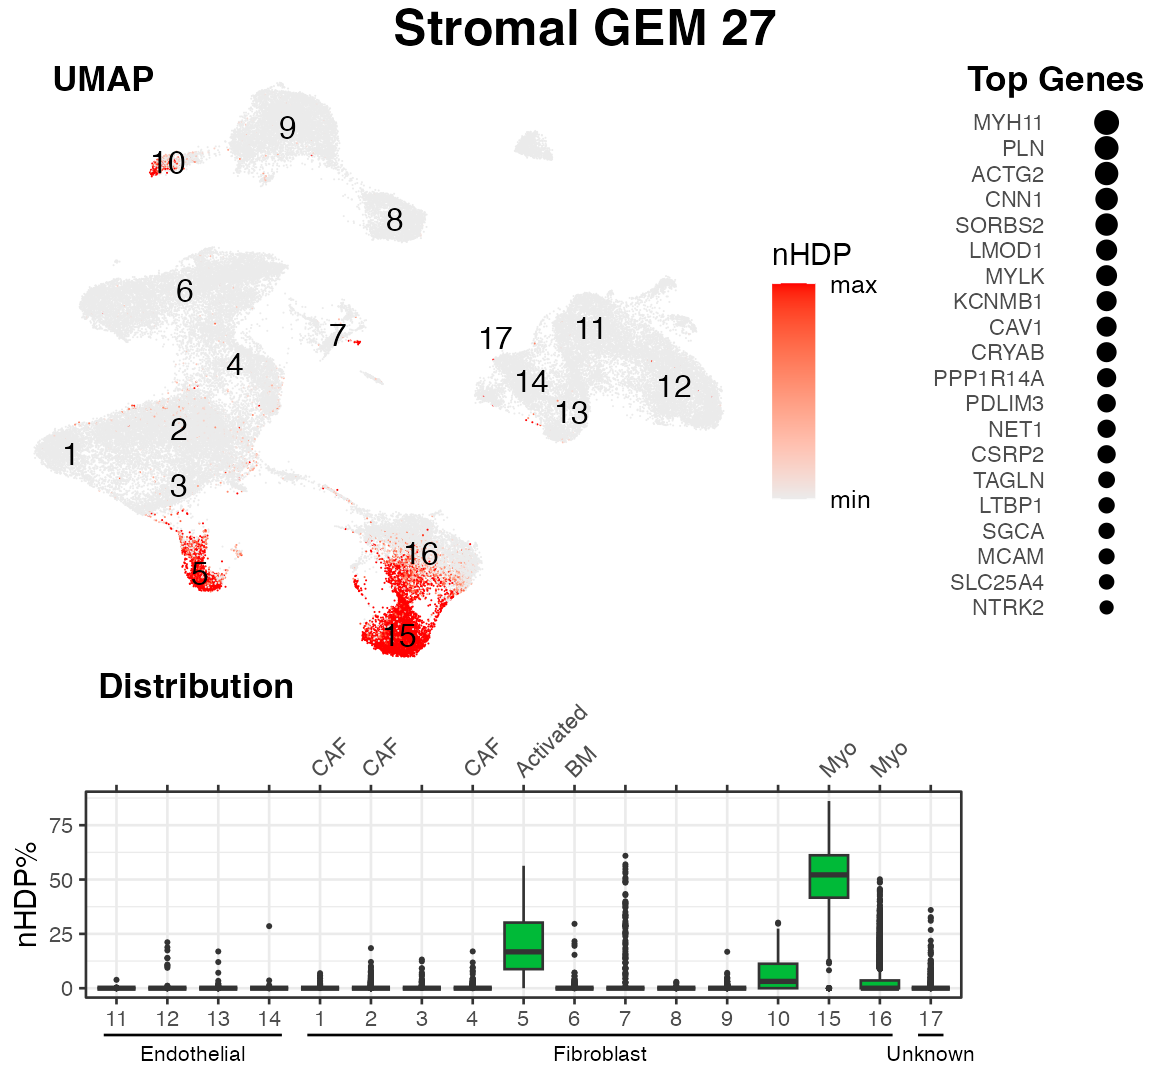 Stromal GEM 27
UMAP
9
10
8
6
7
4
2
1
3
5
16
15
17
11
14
12
13
nHDP
max
min
Top Genes
MYH11
PLN
ACTG2
CNN1
SORBS2
LMOD1
MYLK
KCNMB1
CAV1
CRYAB
PPP1R14A
PDLIM3
NET1
CSRP2
TAGLN
LTBP1
SGCA
MCAM
SLC25A4
NTRK2
Distribution
CAF CAF CAF Activated BM Myo Myo
nHDP%
75
50
25
0
11 12 13 14 1 2 3 4 5 6 7 8 9 10 15 16 17
Endothelial Fibroblast Unknown